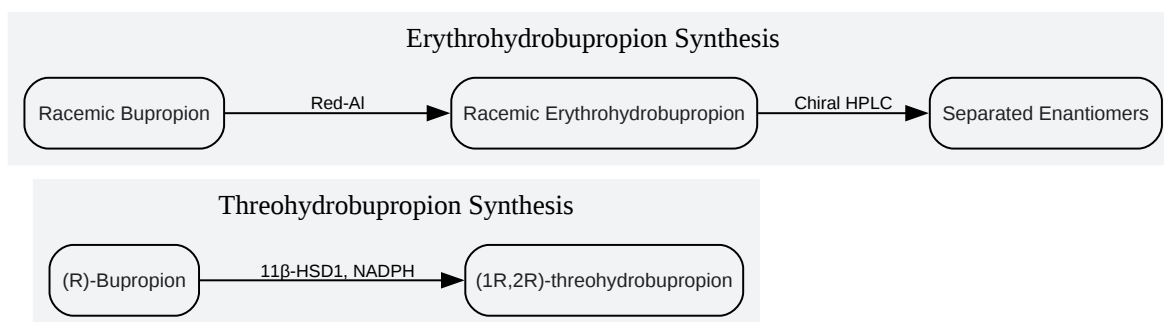 Erythrohydrobupropion Synthesis
Racemic Bupropion
Red-Al
Racemic Erythrohydrobupropion
Chiral HPLC
Separated Enantiomers
Threohydrobupropion Synthesis
(R)-Bupropion
11β-HSD1, NADPH
(1R,2R)-threohydrobupropion